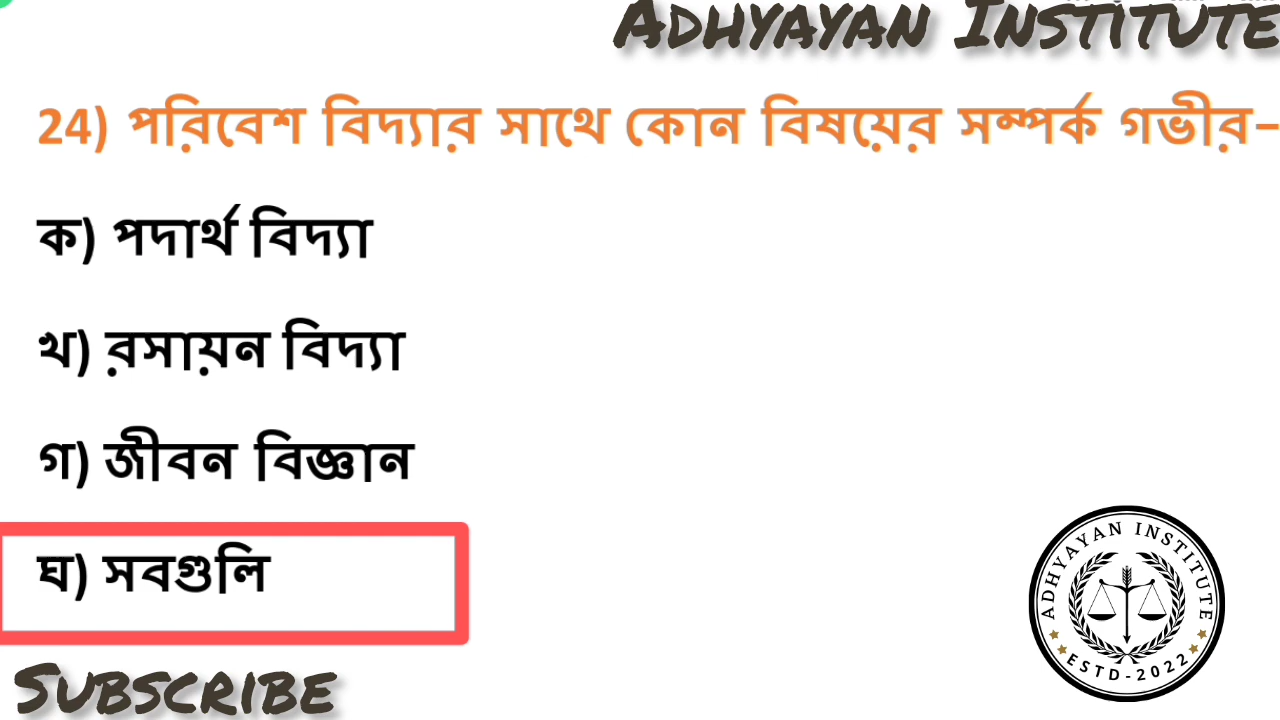 ADHYAYAN INSTITUTE
24) পরিবেশ বিদ্যার সাথে কোন বিষয়ের সম্পর্ক গভীর-
ক) পদার্থ বিদ্যা
খ) রসায়ন বিদ্যা
গ) জীবন বিজ্ঞান
ঘ) সবগুলি
ADHYAYAN INSTITUTE
ESTD-2022
SUBSCRIBE